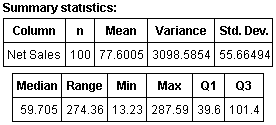 Summary statistics:
Column n Mean Variance Std. Dev.
Net Sales 100 77.6005 3098.5854 55.66494
Median Range Min Max Q1 Q3
59.705 274.36 13.23 287.59 39.6 101.4